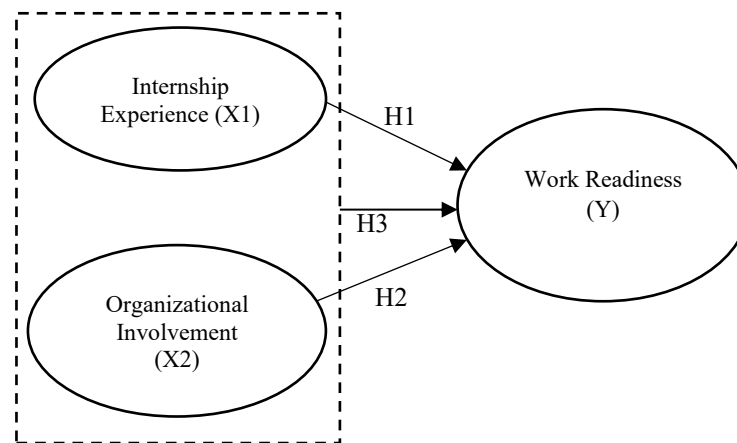 Internship
Experience (X1)
H1
Work Readiness
(Y)
H3
H2
Organizational
Involvement
(X2)